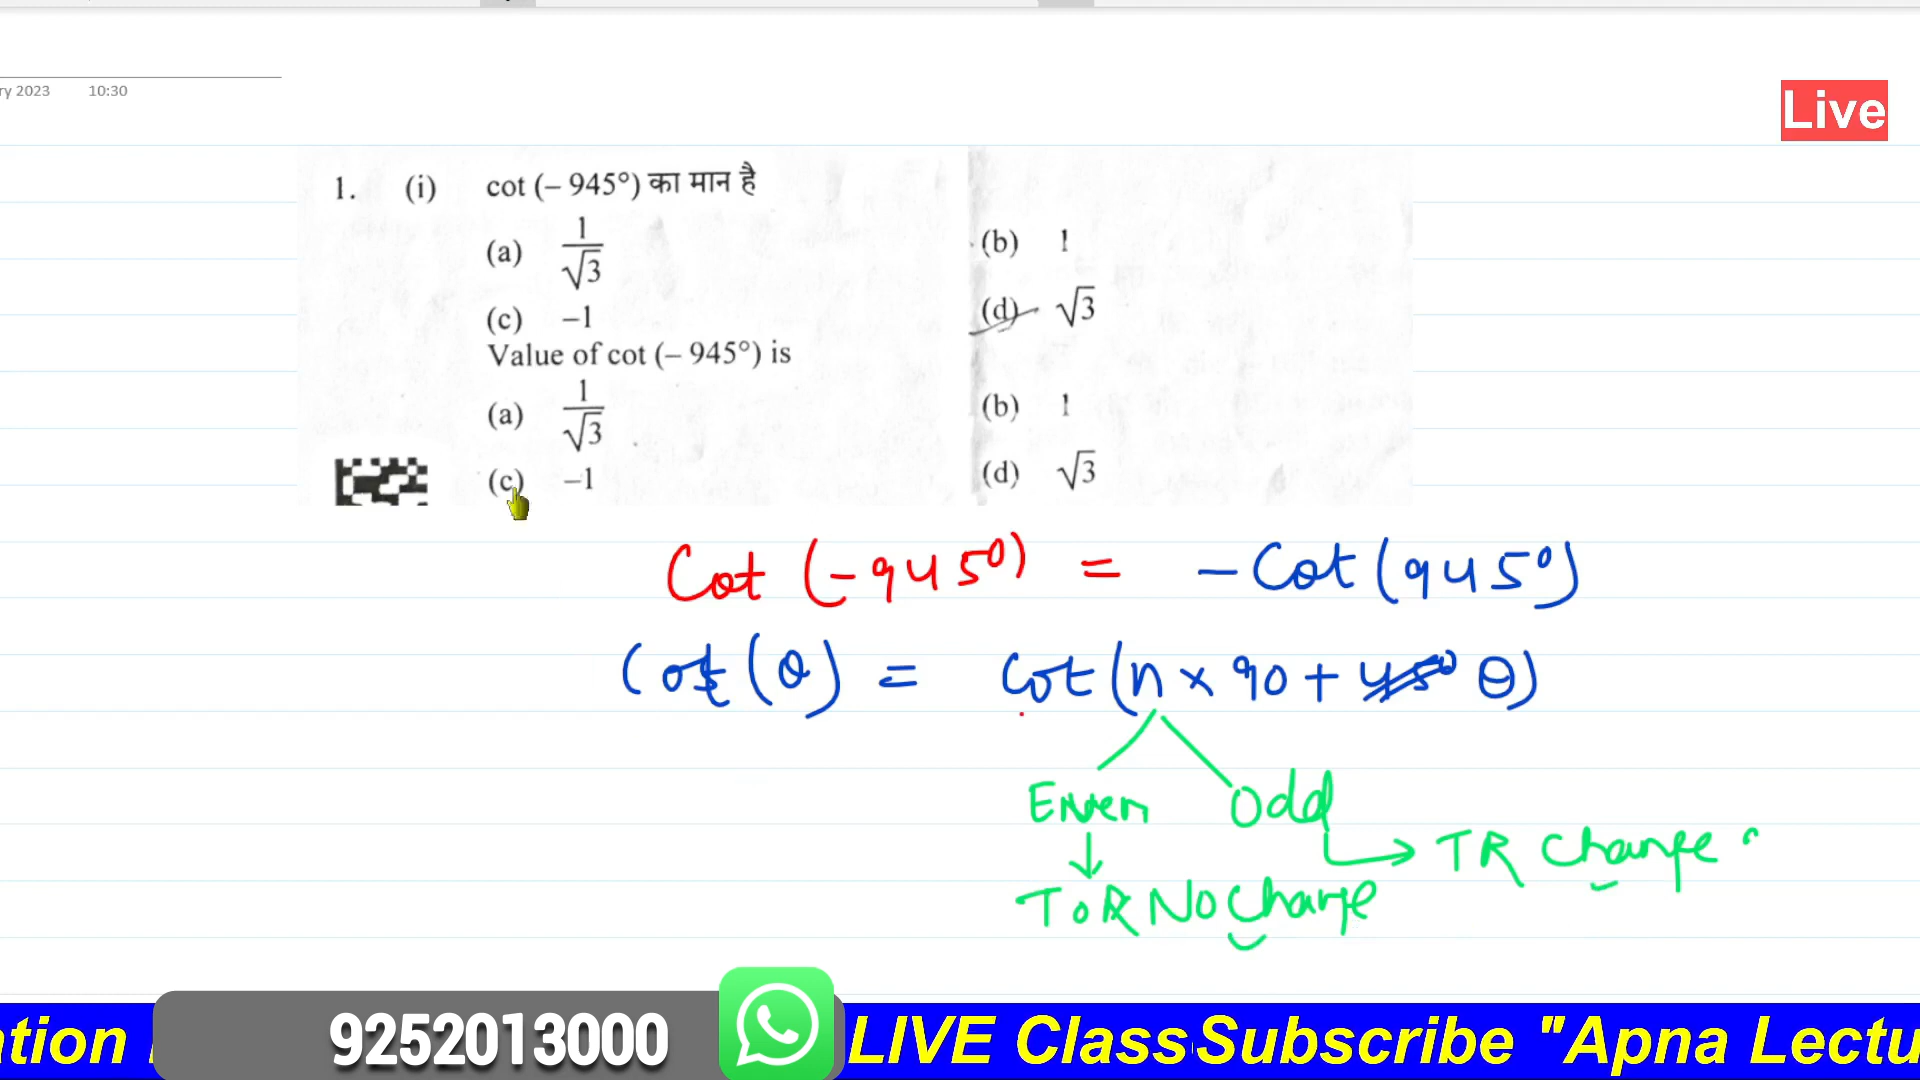 ry 2023 10:30
Live
1. (i) cot (– 945°) का मान है
(a) 1/√3 (b) 1
(c) –1 (d) √3
Value of cot (– 945°) is
(a) 1/√3 (b) 1
(c) –1 (d) √3
Cot (-945°) = -Cot(945°)
Cot(θ) = Cot(n × 90 + θ)
Even Odd
TR Change
T o R No Change
ation
9252013000
LIVE Class
Subscribe "Apna Lectu